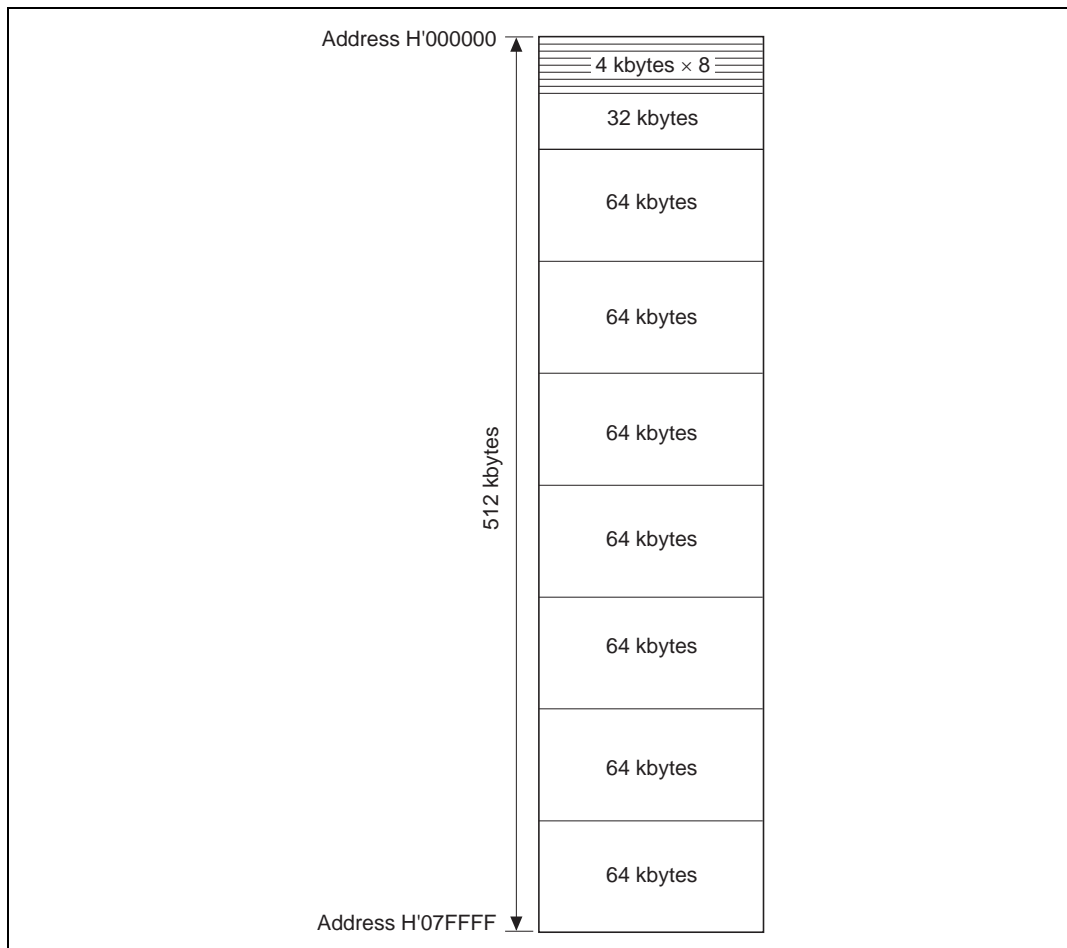 Address H'000000
4 kbytes × 8
32 kbytes
64 kbytes
64 kbytes
64 kbytes
512 kbytes
64 kbytes
64 kbytes
64 kbytes
64 kbytes
Address H'07FFFF